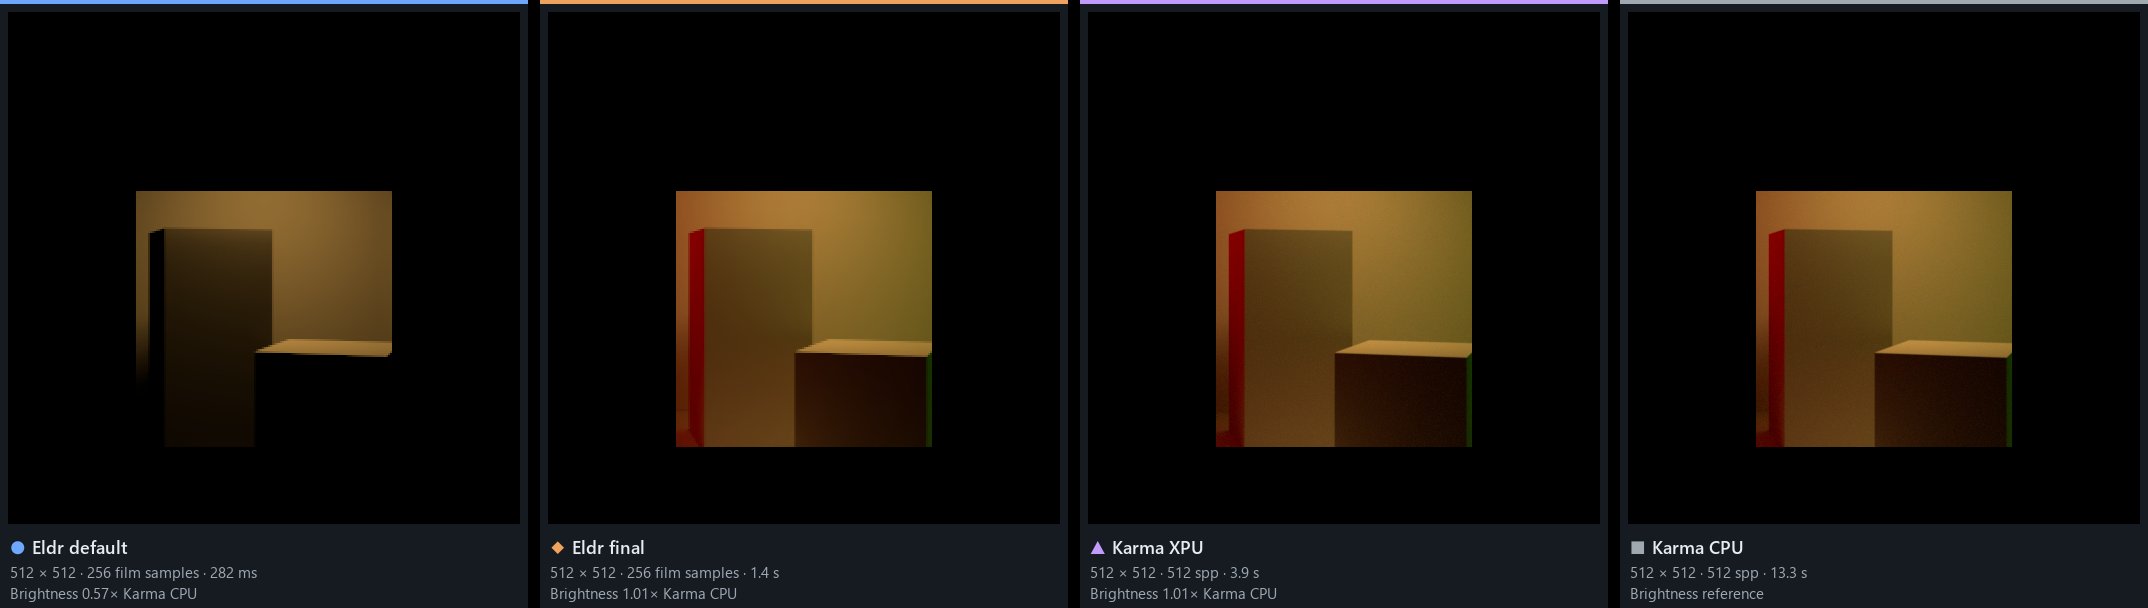 Eldr default
512 × 512 · 256 film samples · 282 ms
Brightness 0.57× Karma CPU
Eldr final
512 × 512 · 256 film samples · 1.4 s
Brightness 1.01× Karma CPU
Karma XPU
512 × 512 · 512 spp · 3.9 s
Brightness 1.01× Karma CPU
Karma CPU
512 × 512 · 512 spp · 13.3 s
Brightness reference